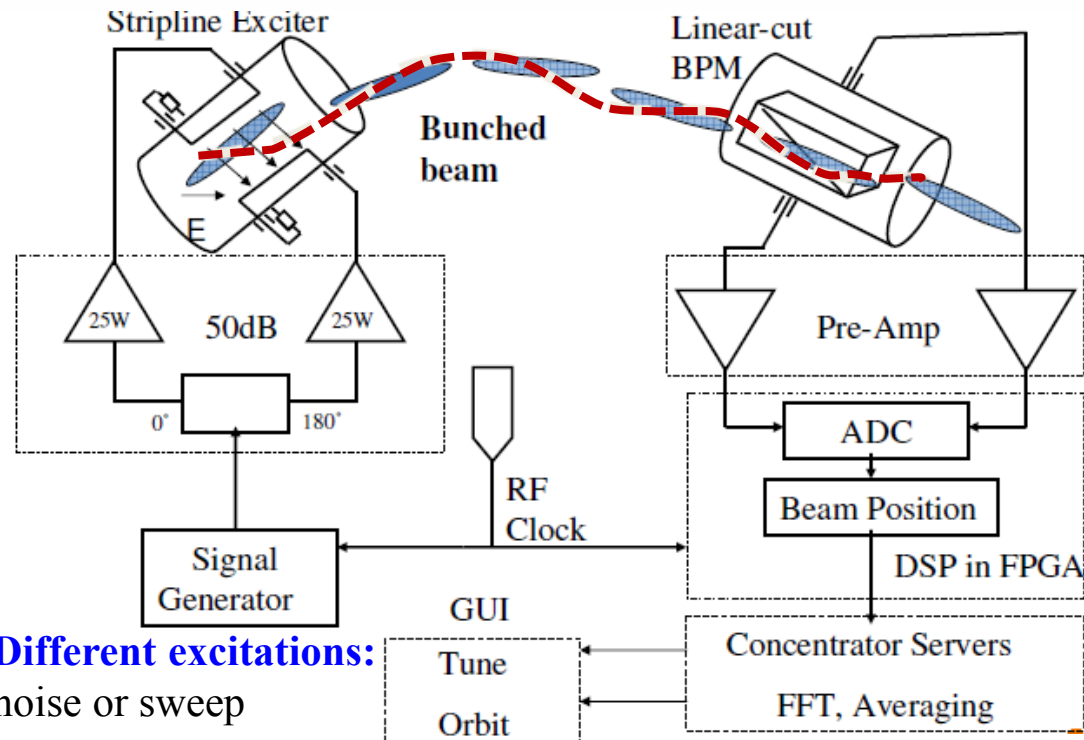 Stripline Exciter
Linear-cut
BPM
Bunched
beam
E
25W
50dB
25W
Pre-Amp
0°
180°
ADC
RF
Clock
Beam Position
Signal
Generator
DSP in FPGA
GUI
Different excitations:
noise or sweep
Tune
Orbit
Concentrator Servers
FFT, Averaging